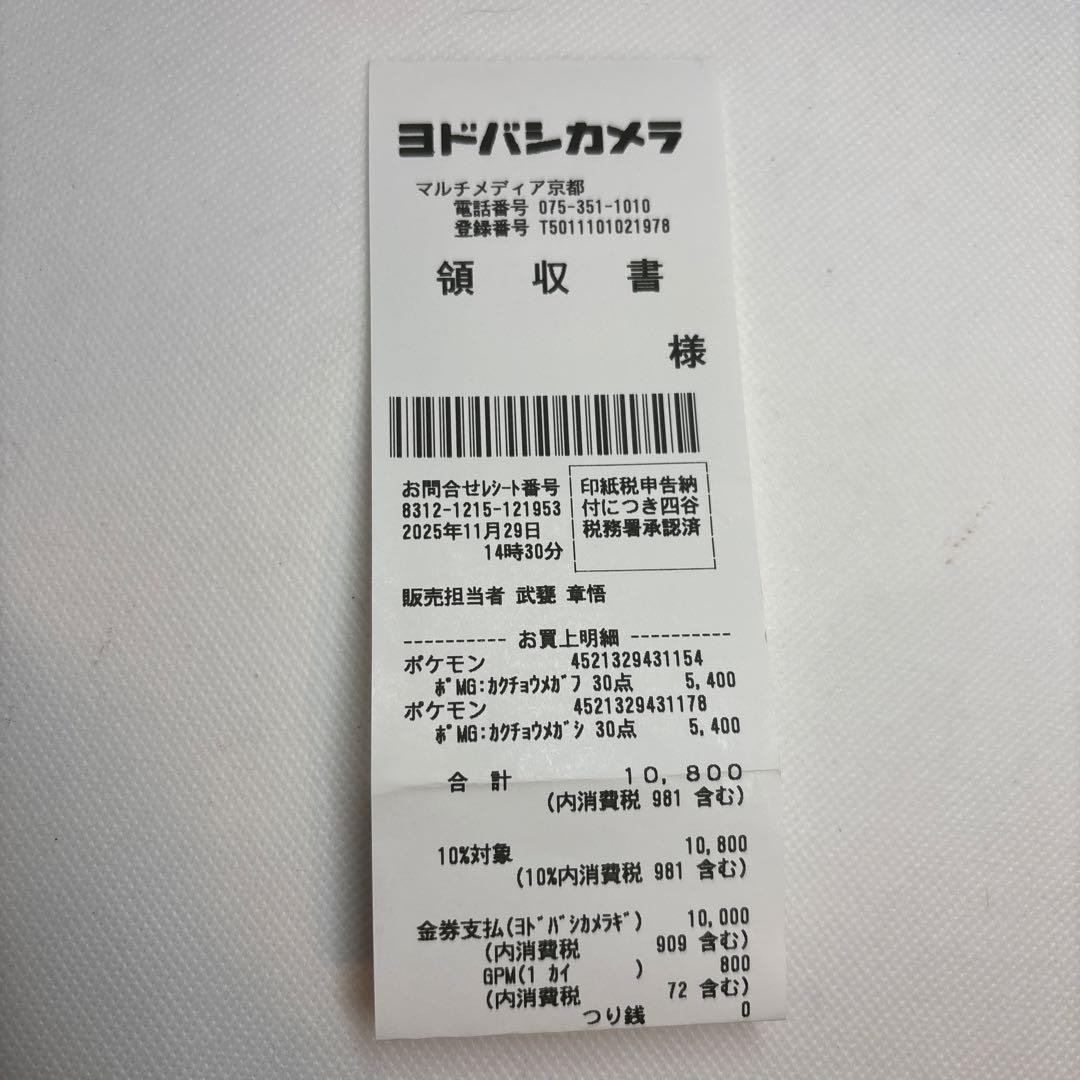 ヨドバシカメラ
マルチメディア京都
電話番号 075-351-1010
登録番号 T5011101021978
領 収 書
様
お問合せﾚｼｰﾄ番号
8312-1215-121953
2025年11月29日
14時30分
印紙税申告納
付につき四谷
税務署承認済
販売担当者 武甕 章悟
---------- お買上明細 ----------
ポケモン 4521329431154
ﾎﾟMG:ｶｸﾁｮｳﾒｶﾞﾌ 30点 5,400
ポケモン 4521329431178
ﾎﾟMG:ｶｸﾁｮｳﾒｶﾞｼ 30点 5,400
合 計 10,800
(内消費税 981 含む)
10%対象 10,800
(10%内消費税 981 含む)
金券支払(ﾖﾄﾞﾊﾞｼｶﾒﾗｷﾞ) 10,000
(内消費税 909 含む)
GPM(1 ｶｲ ) 800
(内消費税 72 含む)
つり銭 0